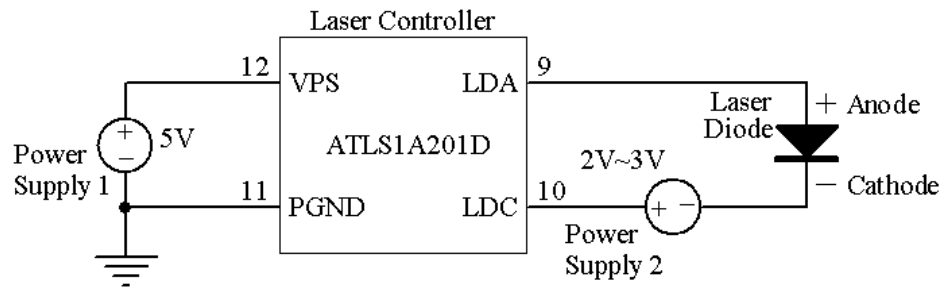 Laser Controller
12
VPS
LDA
9
Laser
Diode
+ Anode
+
−
5V
Power
Supply 1
ATLS1A201D
2V~3V
11
PGND
LDC
10
+ −
− Cathode
Power
Supply 2